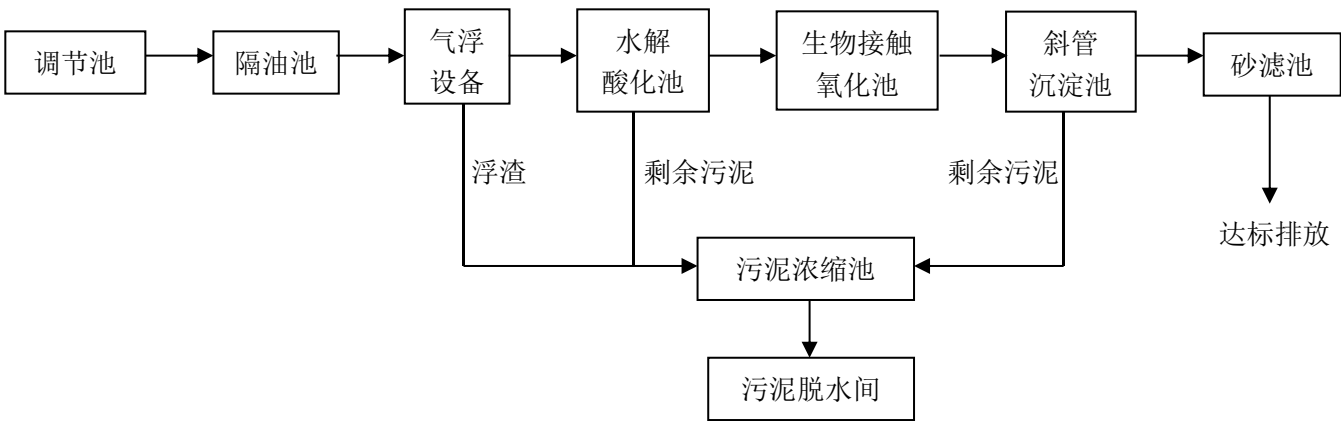 调节池
隔油池
气浮
设备
水解
酸化池
生物接触
氧化池
斜管
沉淀池
砂滤池
浮渣
剩余污泥
剩余污泥
达标排放
污泥浓缩池
污泥脱水间